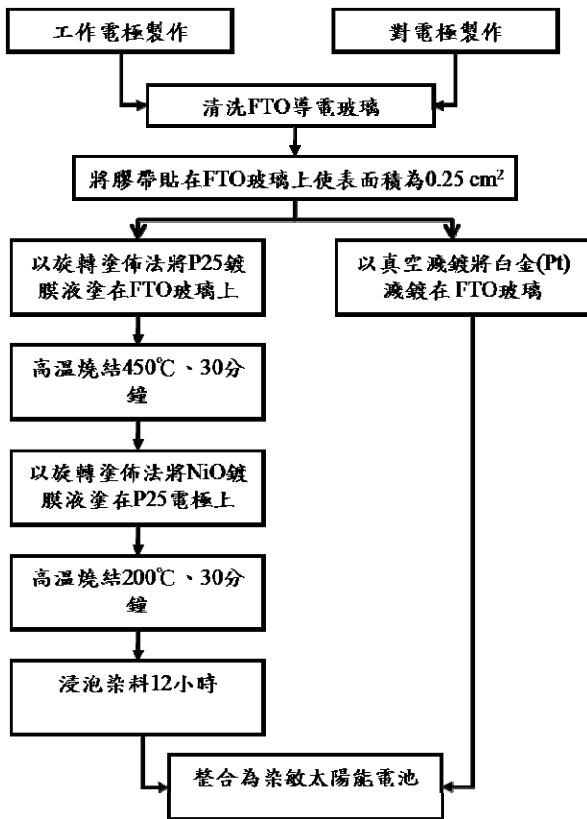 工作電極製作
對電極製作
清洗FTO導電玻璃
將膠帶貼在FTO玻璃上使表面積為0.25 cm²
以旋轉塗佈法將P25鍍
膜液塗在FTO玻璃上
以真空濺鍍將白金(Pt)
濺鍍在 FTO玻璃
高溫燒結450℃、30分
鐘
以旋轉塗佈法將NiO鍍
膜液塗在P25電極上
高溫燒結200℃、30分
鐘
浸泡染料12小時
整合為染敏太陽能電池